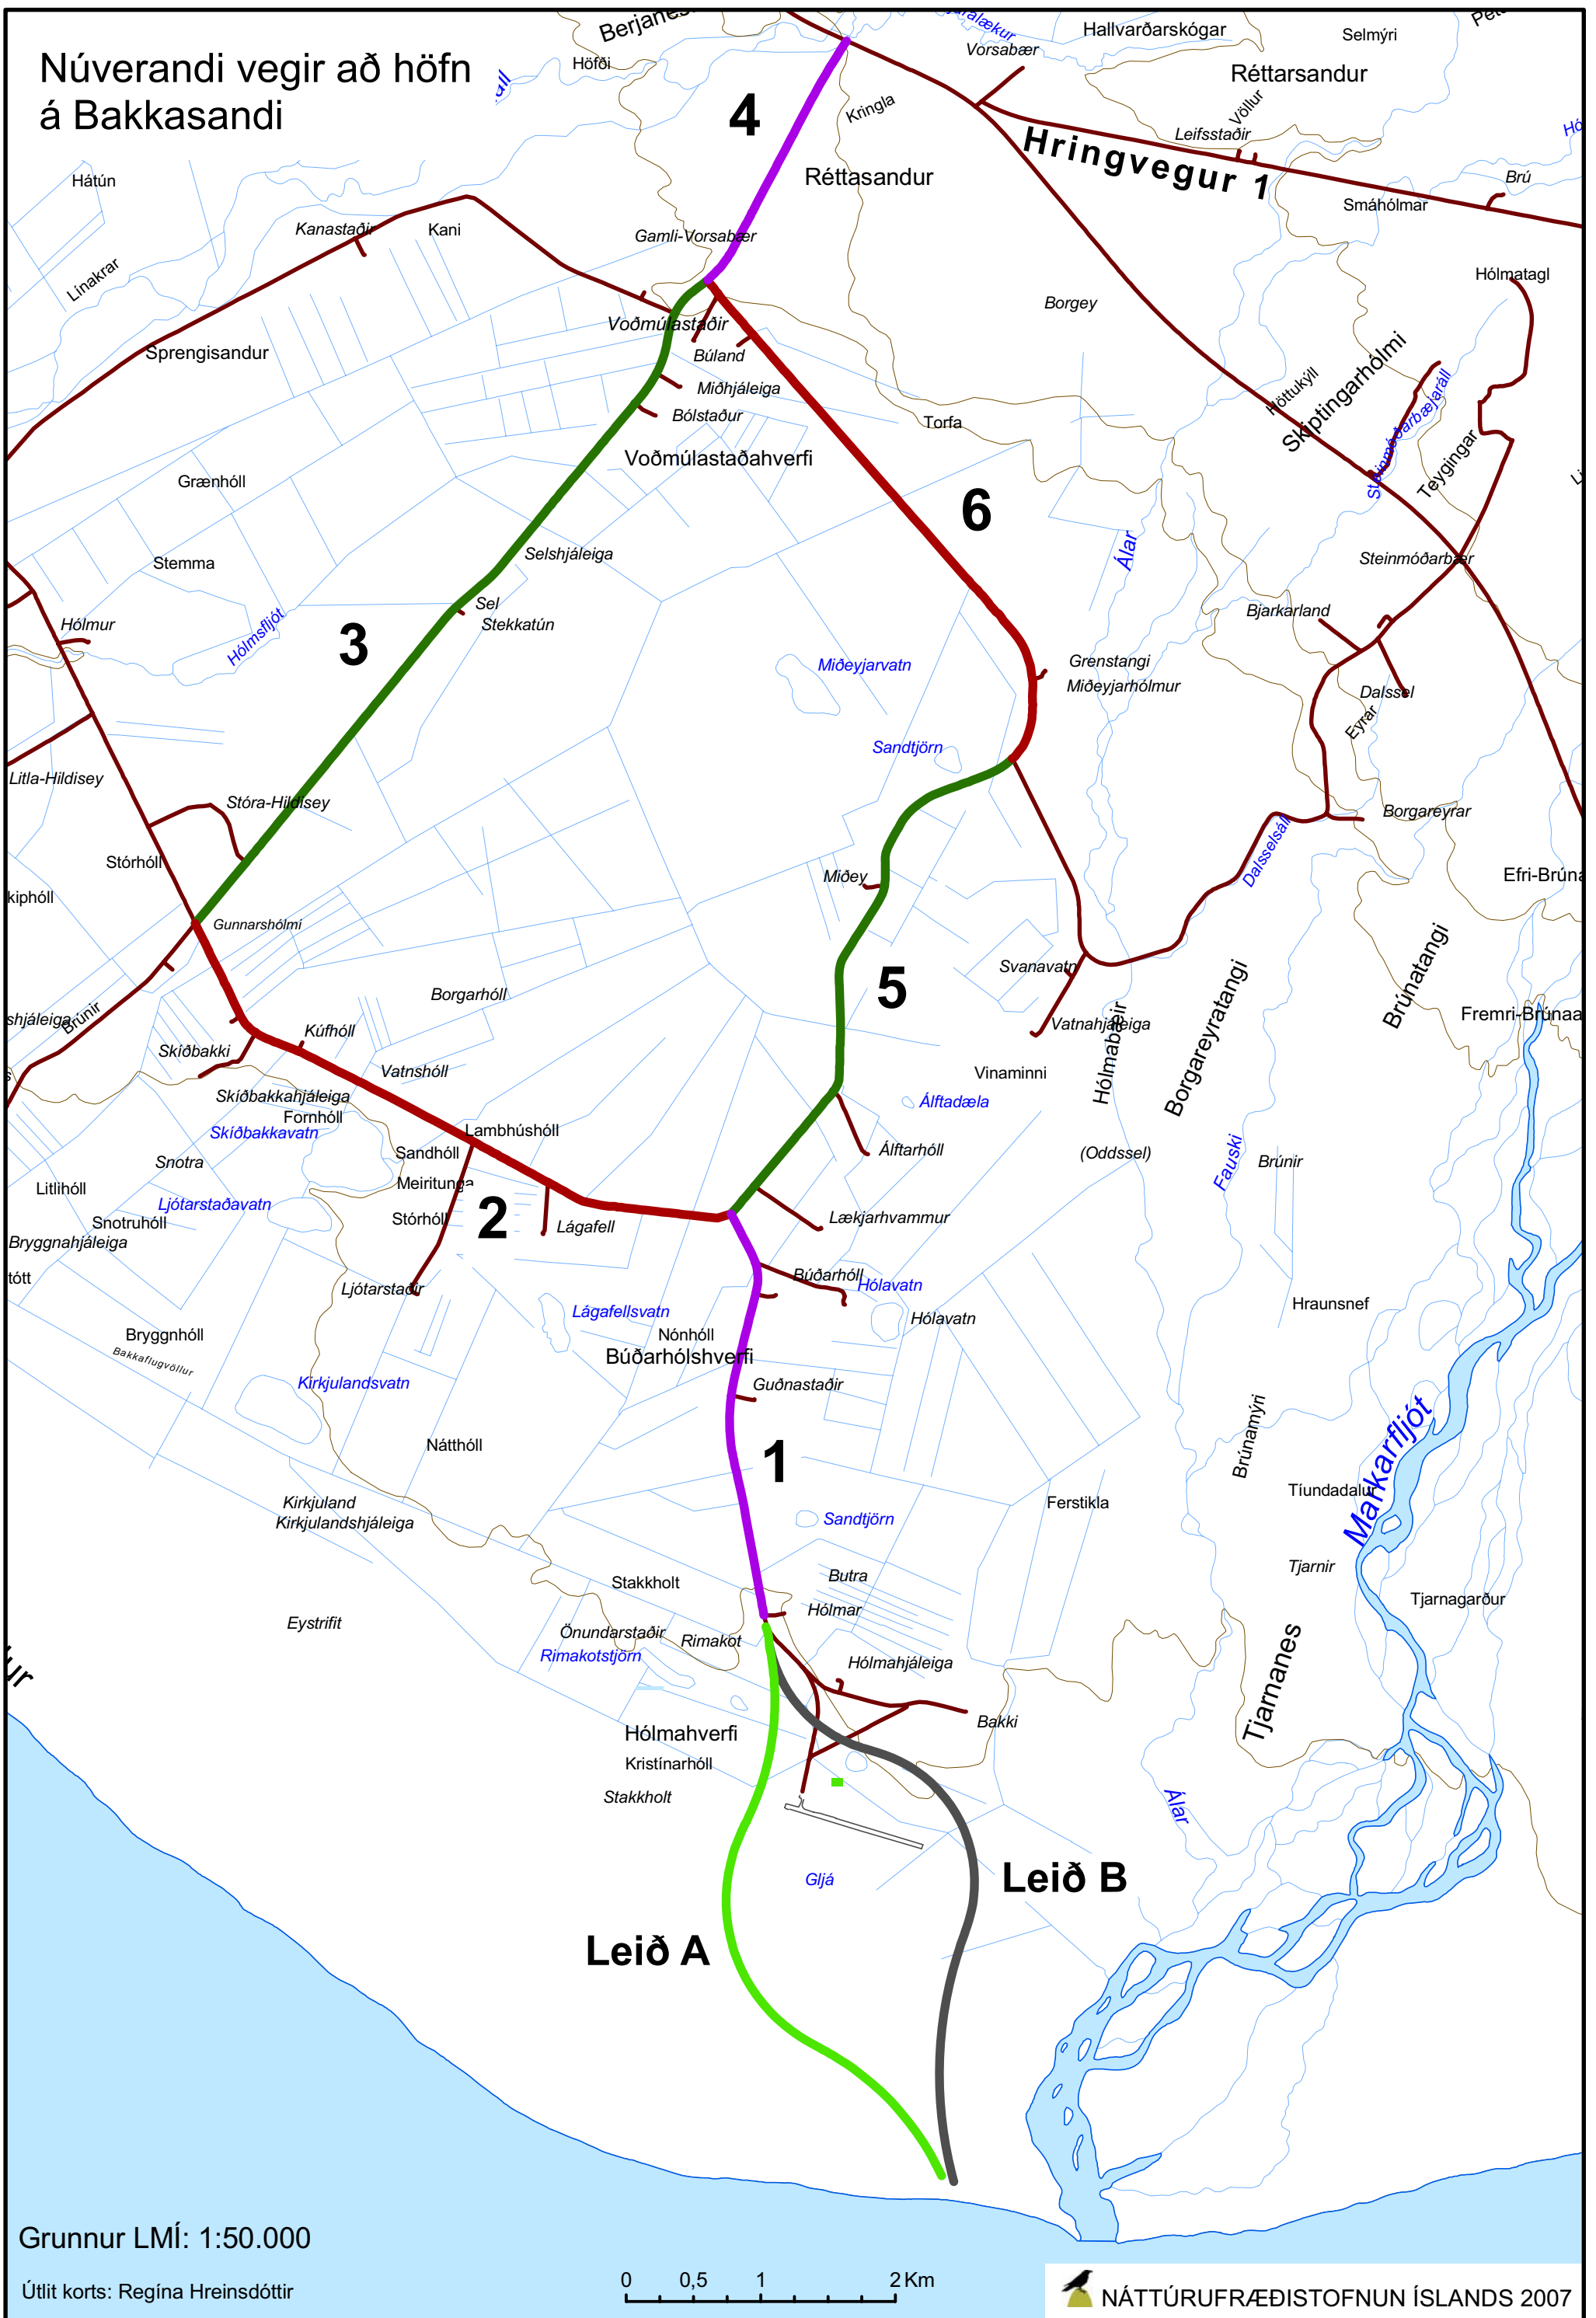 Núverandi vegir að höfn
á Bakkasandi
Höfði
Vorsabær
Hallvarðarskógar
Selmýri
Réttarsandur
4
Kringla
Völlur
Leifsstaðir
Hringvegur 1
Hátún
Réttasandur
Brú
Smáhólmar
Kanastaðir
Kani
Gamli-Vorsabær
Línakrar
Hólmatagl
Borgey
Voðmúlastaðir
Sprengisandur
Búland
Miðhjáleiga
Bólstaður
Höttukýll
Skiptingarhólmi
Steinmóðarbæjaráll
Torfa
Voðmúlastaðahverfi
Teygingar
Grænhóll
6
Álar
Selshjáleiga
Stemma
Steinmóðarbær
Sel
Stekkatún
Bjarkarland
Hólmur
Hólmsfljót
3
Miðeyjarvatn
Grenstangi
Miðeyjarhólmur
Dalssel
Eyrar
Sandtjörn
Litla-Hildisey
Stóra-Hildisey
Borgareyrar
Dalsselsáll
Stórhóll
Miðey
Efri-Brúna
kiphóll
Gunnarshólmi
Svanavatn
5
Borgarhóll
Brúnatangi
Borgareyratangi
Fremri-Brúnaa
shjáleiga
Brúnir
Kúfhóll
Vatnahjáleiga
Hólmabæir
Skíðbakki
Vatnshóll
Vinaminni
Skíðbakkahjáleiga
Fornhóll
Álftadæla
Skíðbakkavatn
Lambhúshóll
Sandhóll
Álftarhóll
(Oddssel)
Fauski
Brúnir
Snotra
Meiritunga
Litlihóll
Ljótarstaðavatn
Stórhóll
2
Lágafell
Lækjarhvammur
Snotruhóll
Bryggnahjáleiga
tótt
Búðarhóll
Hólavatn
Ljótarstaðir
Lágafellsvatn
Hólavatn
Hraunsnef
Bryggnhóll
Nónhóll
Búðarhólshverfi
Bakkaflugvöllur
Kirkjulandsvatn
Guðnastaðir
Markarfljót
Brúnamýri
Nátthóll
1
Tíundadalur
Kirkjuland
Kirkjulandshjáleiga
Sandtjörn
Ferstikla
Tjarnir
Stakkholt
Butra
Tjarnagarður
Hólmar
Eystrifit
Önundarstaðir
Rimakot
Rimakotstjörn
Hólmahjáleiga
Tjarnanes
Bakki
Hólmahverfi
Kristínarhóll
Stakkholt
Álar
Gljá
Leið B
Leið A
Grunnur LMÍ: 1:50.000
Útlit korts: Regína Hreinsdóttir
0 0,5 1 2 Km
NÁTTÚRUFRÆÐISTOFNUN ÍSLANDS 2007